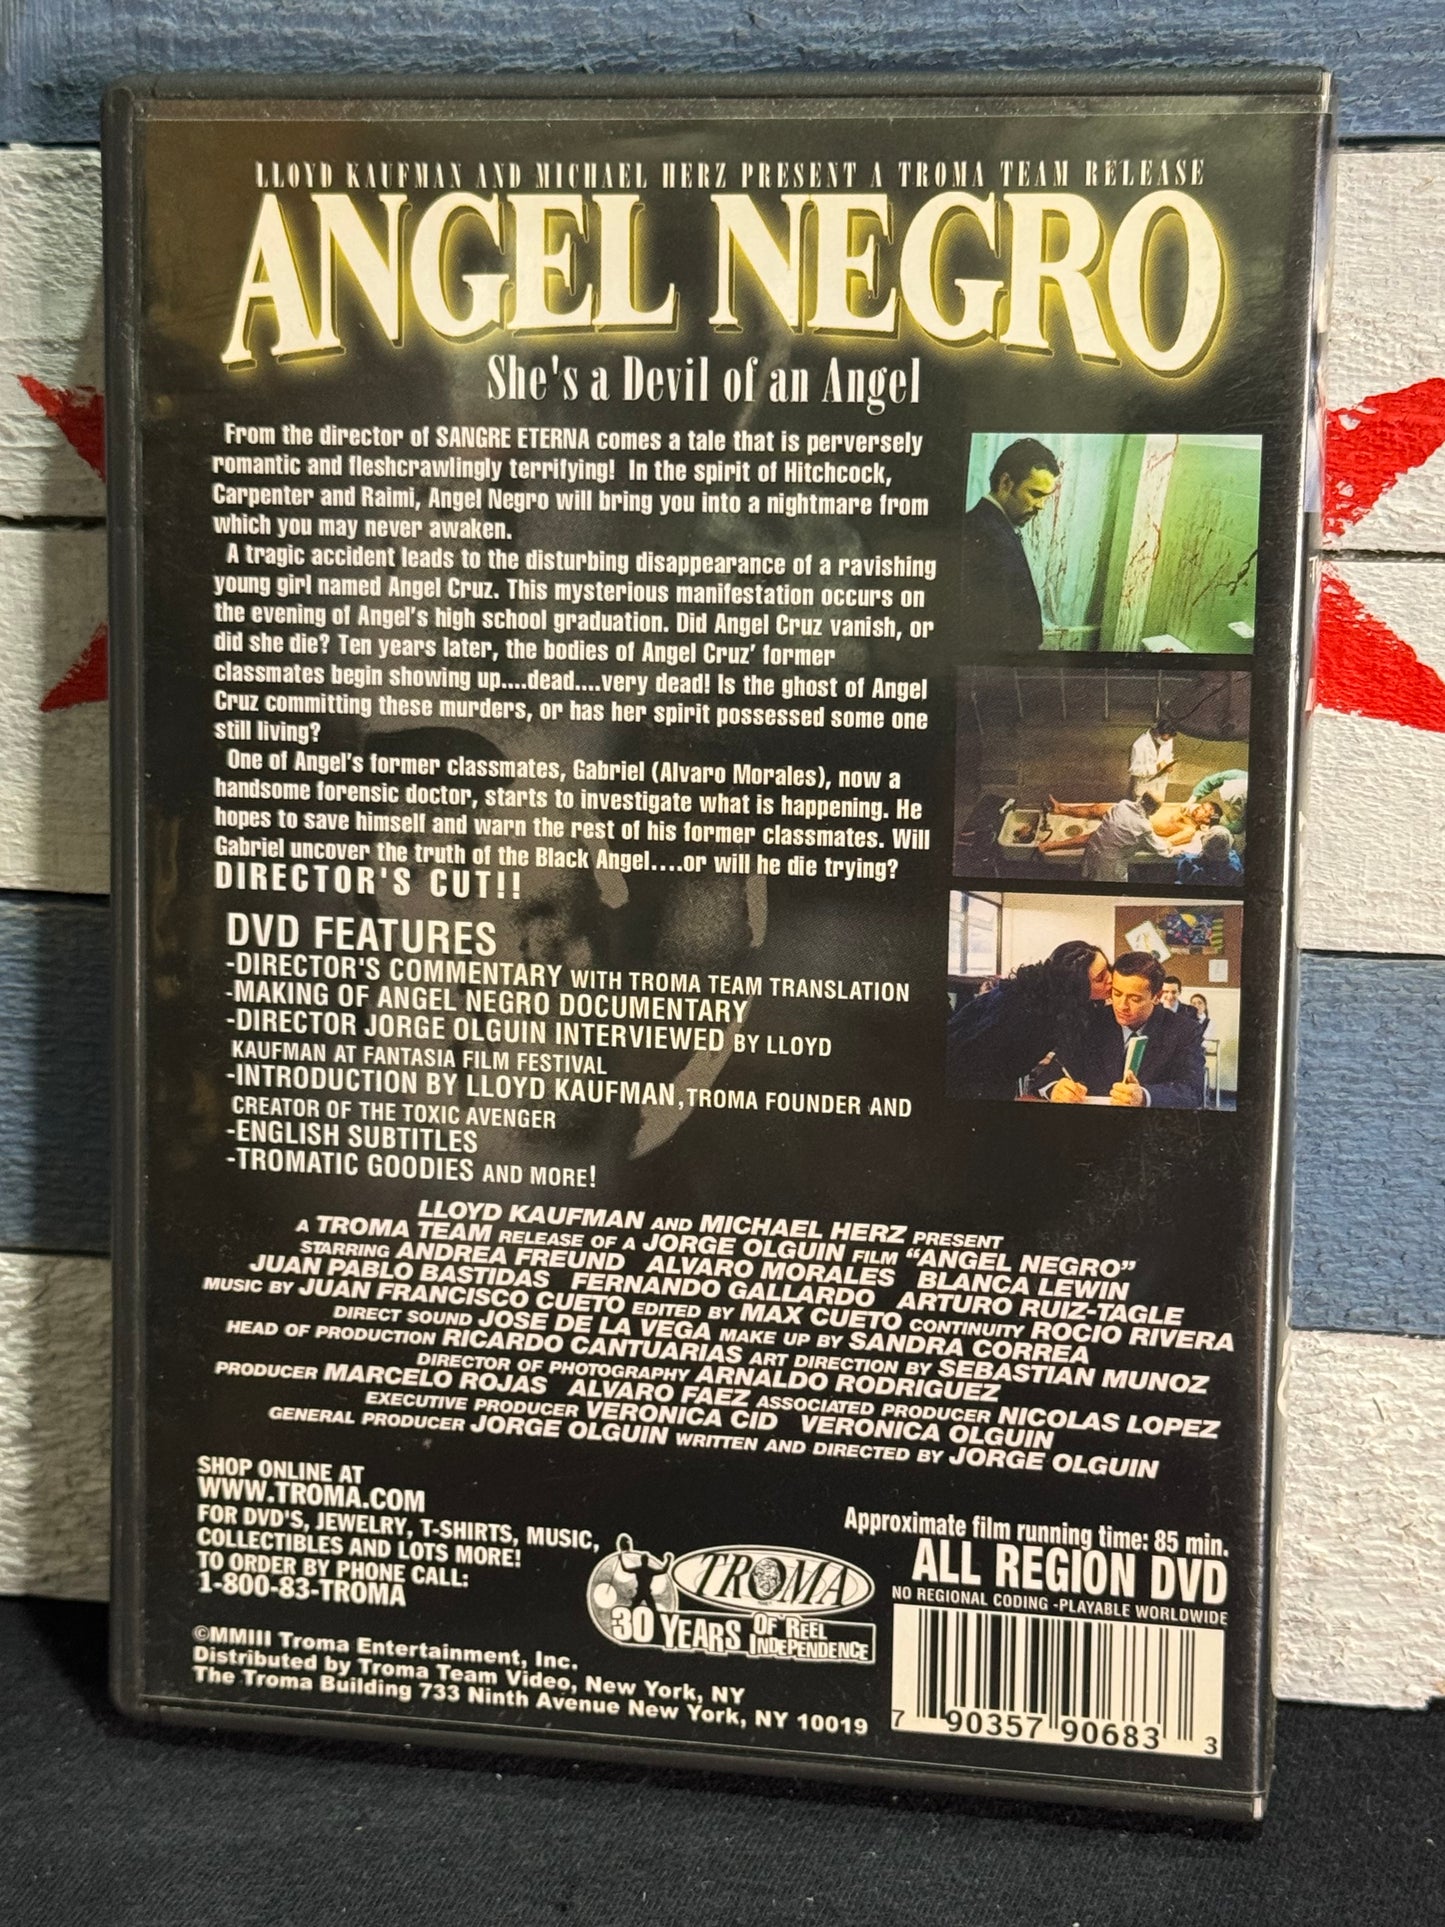 LLOYD KAUFMAN AND MICHAEL HERZ PRESENT A TROMA TEAM RELEASE
ANGEL NEGRO
She's a Devil of an Angel
From the director of SANGRE ETERNA comes a tale that is perversely
romantic and fleshcrawlingly terrifying! In the spirit of Hitchcock,
Carpenter and Raimi, Angel Negro will bring you into a nightmare from
which you may never awaken.
A tragic accident leads to the disturbing disappearance of a ravishing
young girl named Angel Cruz. This mysterious manifestation occurs on
the evening of Angel's high school graduation. Did Angel Cruz vanish, or
did she die? Ten years later, the bodies of Angel Cruz' former
classmates begin showing up....dead....very dead! Is the ghost of Angel
Cruz committing these murders, or has her spirit possessed some one
still living?
One of Angel's former classmates, Gabriel (Alvaro Morales), now a
handsome forensic doctor, starts to investigate what is happening. He
hopes to save himself and warn the rest of his former classmates. Will
Gabriel uncover the truth of the Black Angel....or will he die trying?
DIRECTOR'S CUT!!
DVD FEATURES
-DIRECTOR'S COMMENTARY WITH TROMA TEAM TRANSLATION
-MAKING OF ANGEL NEGRO DOCUMENTARY
-DIRECTOR JORGE OLGUIN INTERVIEWED BY LLOYD
KAUFMAN AT FANTASIA FILM FESTIVAL
-INTRODUCTION BY LLOYD KAUFMAN, TROMA FOUNDER AND
CREATOR OF THE TOXIC AVENGER
-ENGLISH SUBTITLES
-TROMATIC GOODIES AND MORE!
LLOYD KAUFMAN AND MICHAEL HERZ PRESENT
A TROMA TEAM RELEASE OF A JORGE OLGUIN FILM "ANGEL NEGRO"
STARRING ANDREA FREUND ALVARO MORALES BLANCA LEWIN
JUAN PABLO BASTIDAS FERNANDO GALLARDO ARTURO RUIZ-TAGLE
MUSIC BY JUAN FRANCISCO CUETO EDITED BY MAX CUETO CONTINUITY ROCIO RIVERA
DIRECT SOUND JOSE DE LA VEGA MAKE UP BY SANDRA CORREA
HEAD OF PRODUCTION RICARDO CANTUARIAS ART DIRECTION BY SEBASTIAN MUNOZ
DIRECTOR OF PHOTOGRAPHY ARNALDO RODRIGUEZ
PRODUCER MARCELO ROJAS ALVARO FAEZ ASSOCIATED PRODUCER NICOLAS LOPEZ
EXECUTIVE PRODUCER VERONICA CID VERONICA OLGUIN
GENERAL PRODUCER JORGE OLGUIN WRITTEN AND DIRECTED BY JORGE OLGUIN
SHOP ONLINE AT
WWW.TROMA.COM
FOR DVD'S, JEWELRY, T-SHIRTS, MUSIC,
COLLECTIBLES AND LOTS MORE!
TO ORDER BY PHONE CALL:
1-800-83-TROMA
TROMA
30 YEARS OF REEL
INDEPENDENCE
Approximate film running time: 85 min.
ALL REGION DVD
NO REGIONAL CODING -PLAYABLE WORLDWIDE
©MMIII Troma Entertainment, Inc.
Distributed by Troma Team Video, New York, NY
The Troma Building 733 Ninth Avenue New York, NY 10019
7 90357 90683 3